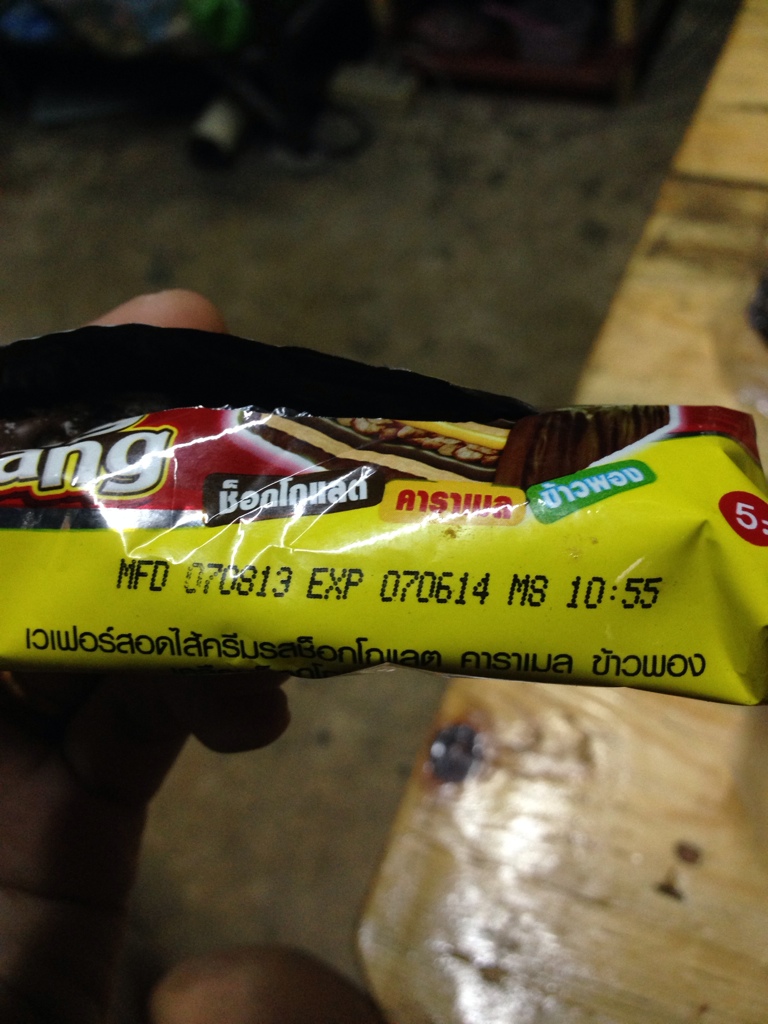 ang
ช็อกโกแลต คาราเมล ข้าวพอง
5
MFD 070813 EXP 070614 M8 10:55
เวเฟอร์สอดไส้ครีมรสช็อกโกแลต คาราเมล ข้าวพอง